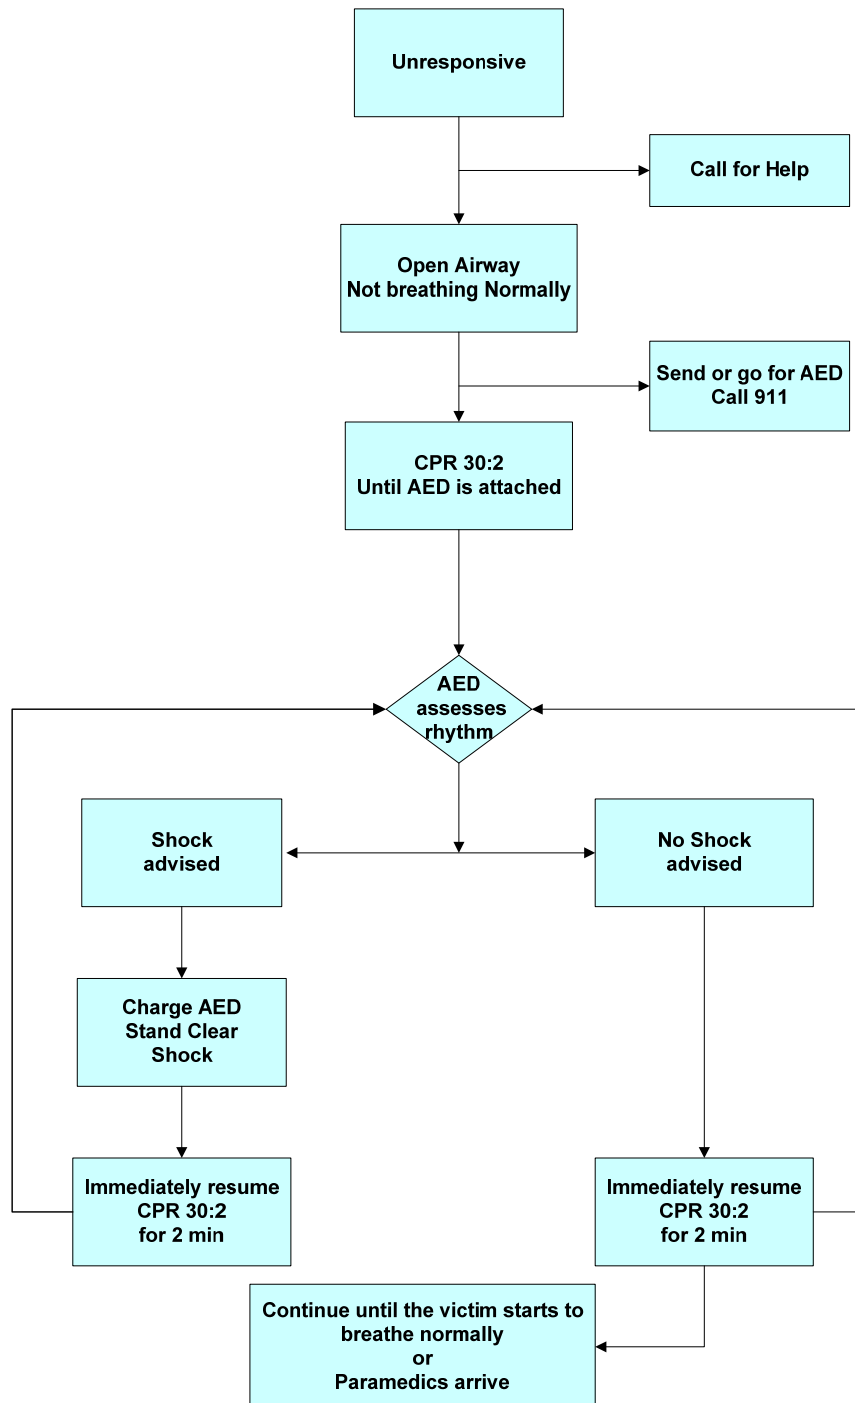 Unresponsive
Call for Help
Open Airway
Not breathing Normally
Send or go for AED
Call 911
CPR 30:2
Until AED is attached
AED
assesses
rhythm
Shock
advised
No Shock
advised
Charge AED
Stand Clear
Shock
Immediately resume
CPR 30:2
for 2 min
Immediately resume
CPR 30:2
for 2 min
Continue until the victim starts to
breathe normally
or
Paramedics arrive